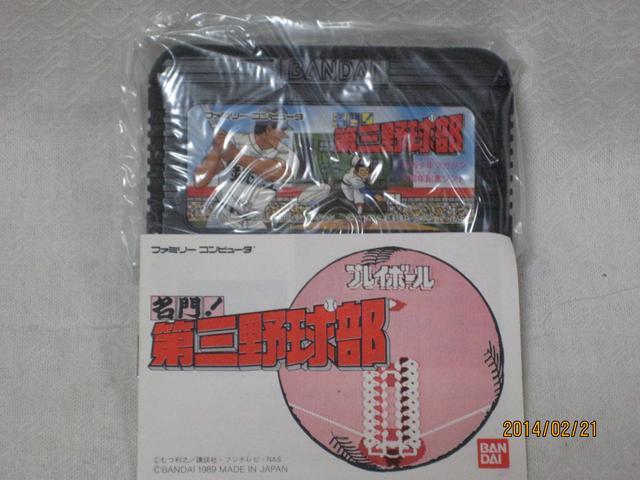 BANDAI
ファミリーコンピュータ
第三野球部
ファミリー コンピュータ
プレイボール
名門!
第三野球部
©むつ利之/講談社・フジテレビ・NAS
©BANDAI 1989 MADE IN JAPAN
BAN
DAI
2014/02/21